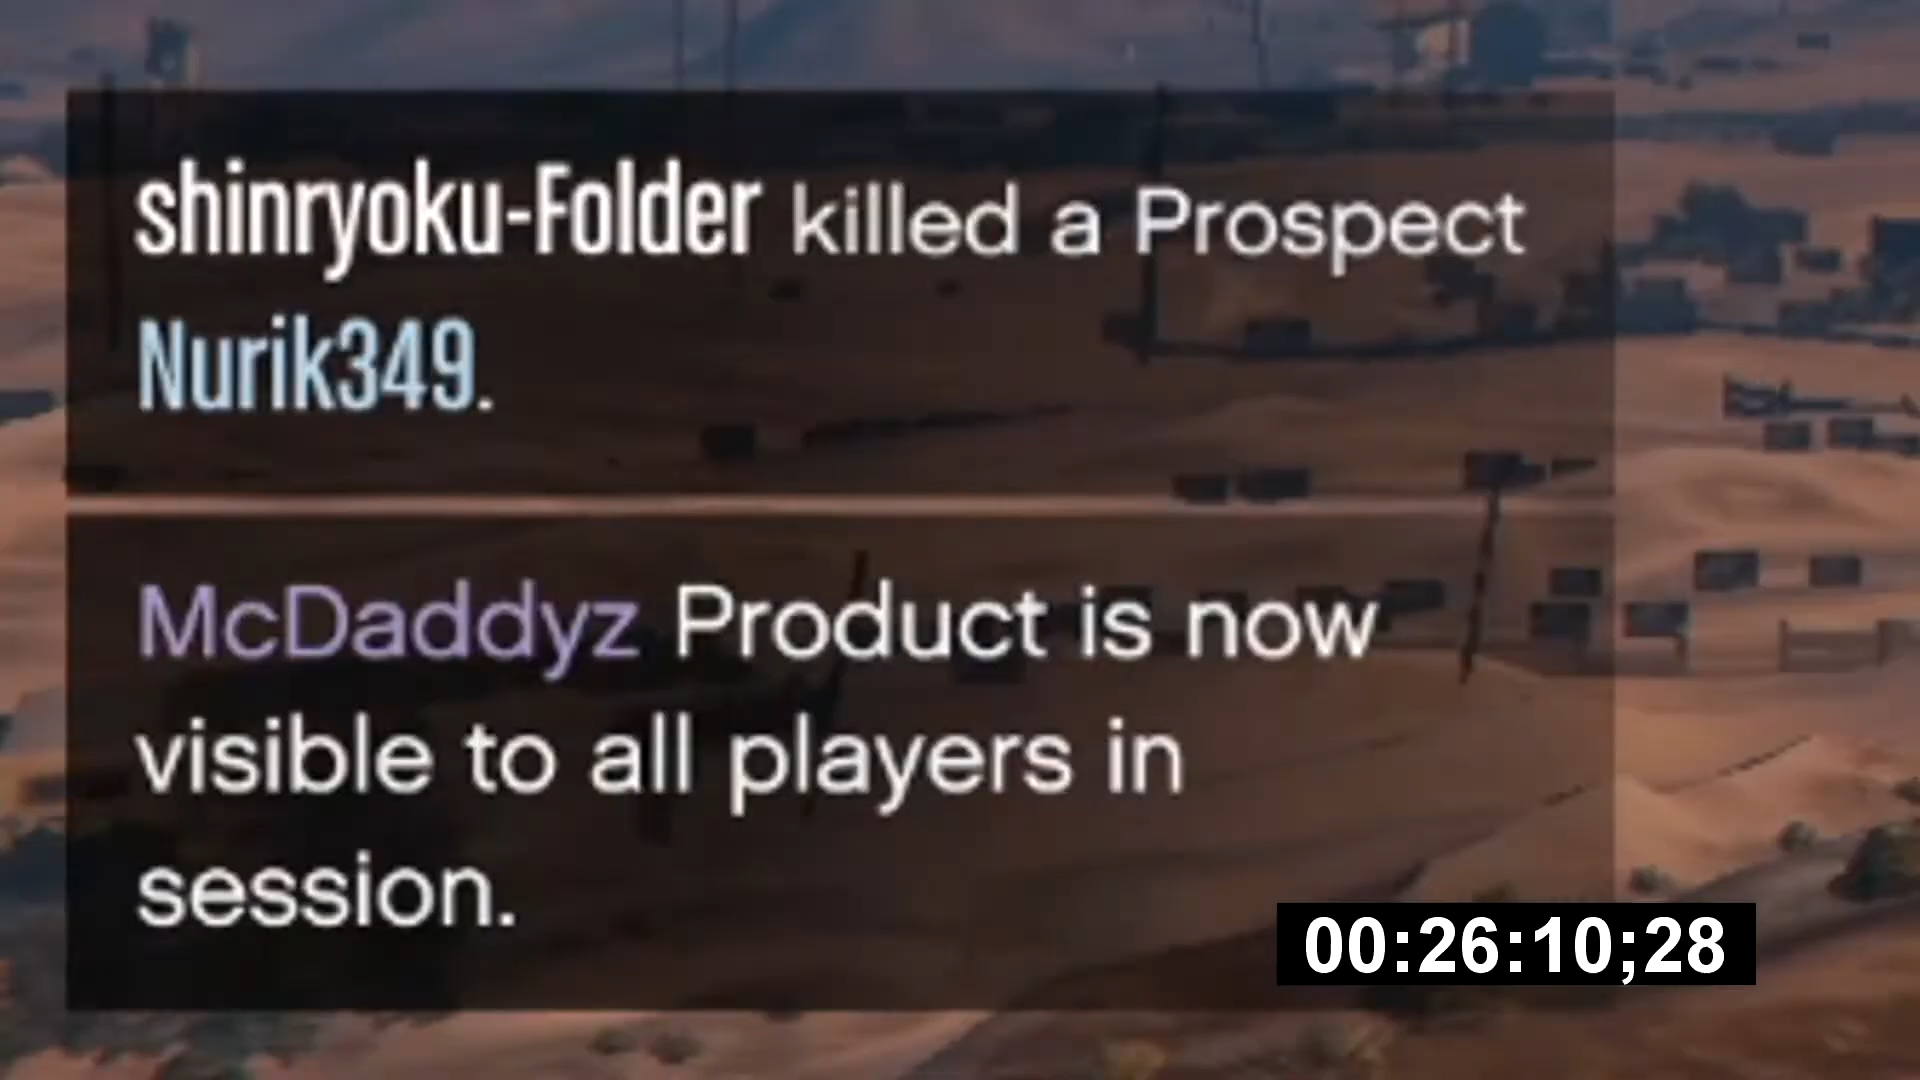 shinryoku-Folder killed a Prospect
Nurik349.
McDaddyz Product is now
visible to all players in
session.
00:26:10;28